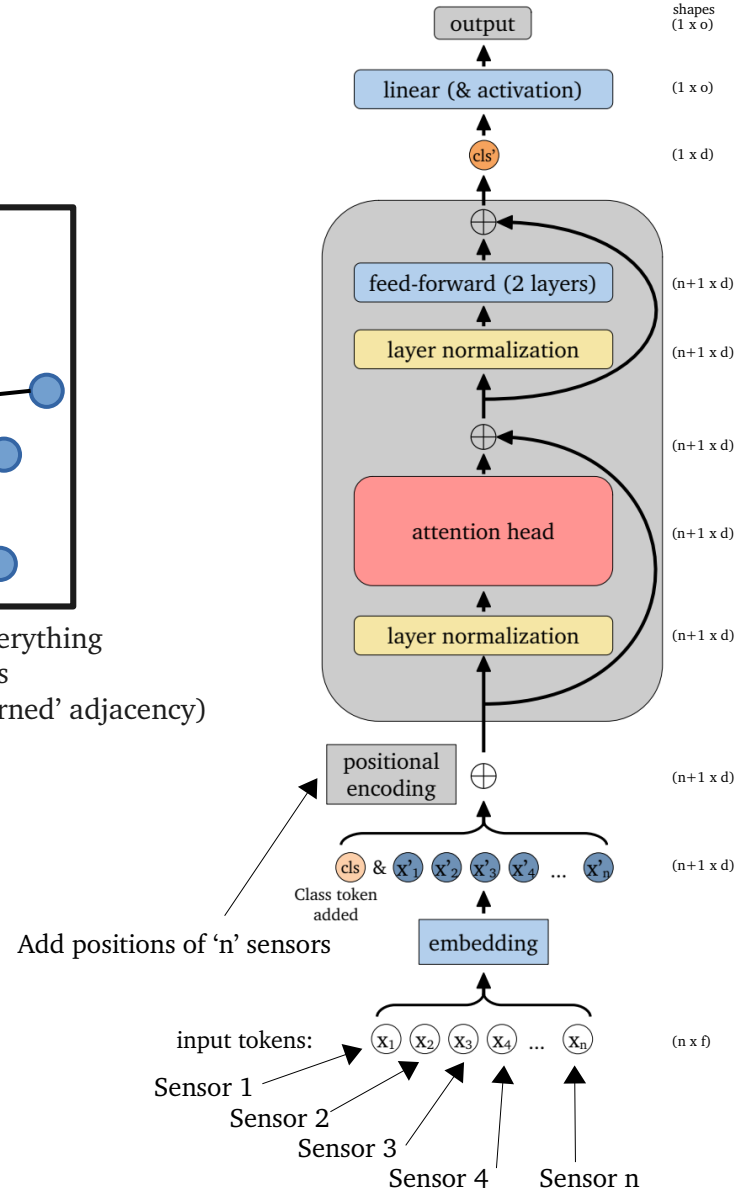 shapes
output
(1 x o)
linear (& activation)
(1 x o)
cls’
(1 x d)
feed-forward (2 layers)
(n+1 x d)
layer normalization
(n+1 x d)
(n+1 x d)
attention head
(n+1 x d)
layer normalization
(n+1 x d)
erything
s
rned’ adjacency)
positional
encoding
(n+1 x d)
cls & x’₁ x’₂ x’₃ x’₄ ... x’ₙ
(n+1 x d)
Class token
added
Add positions of ‘n’ sensors
embedding
input tokens: x₁ x₂ x₃ x₄ ... xₙ
(n x f)
Sensor 1
Sensor 2
Sensor 3
Sensor 4 Sensor n